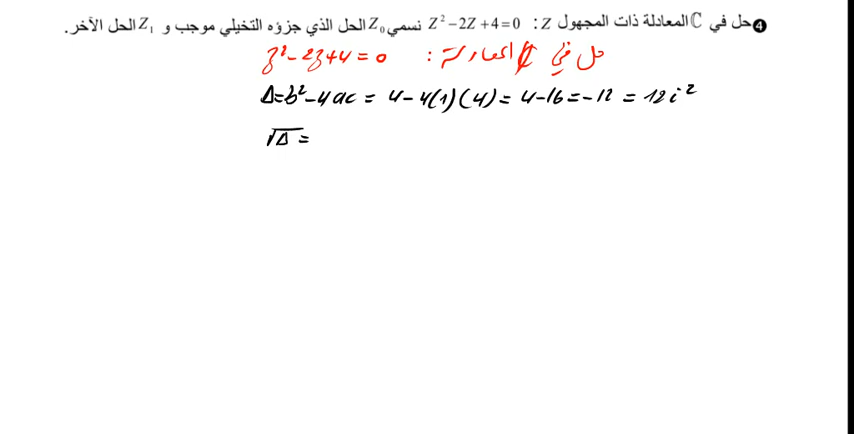 ❹حل في ℂ المعادلة ذات المجهول Z : Z²−2Z+4=0 نسمي Z₀ الحل الذي جزؤه التخيلي موجب و Z₁ الحل الآخر.
حل في ℂ المعادلة : z²−2z+4=0
Δ=b²−4ac = 4−4(1)(4)= 4−16=−12 = 12i²
√Δ =